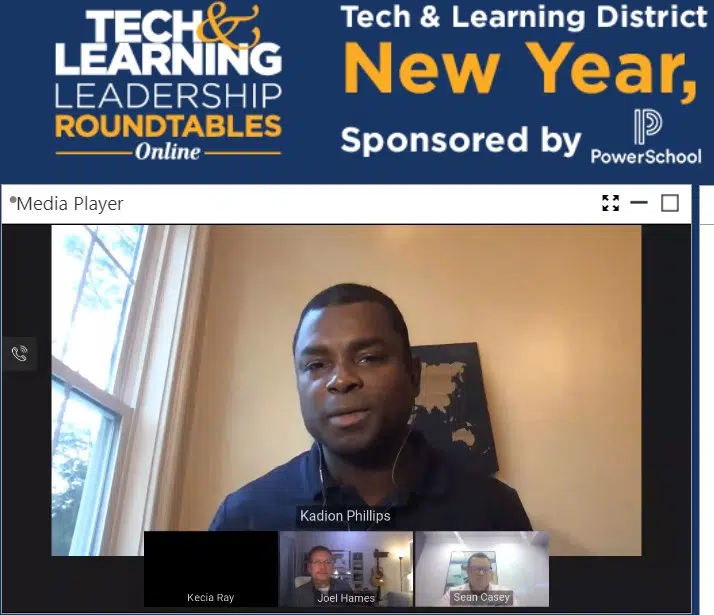 TECH&
LEARNING
LEADERSHIP
ROUNDTABLES
Online
Tech & Learning District
New Year,
Sponsored by
PowerSchool
Media Player
Kadion Phillips
Kecia Ray
Joel Hames
Sean Casey